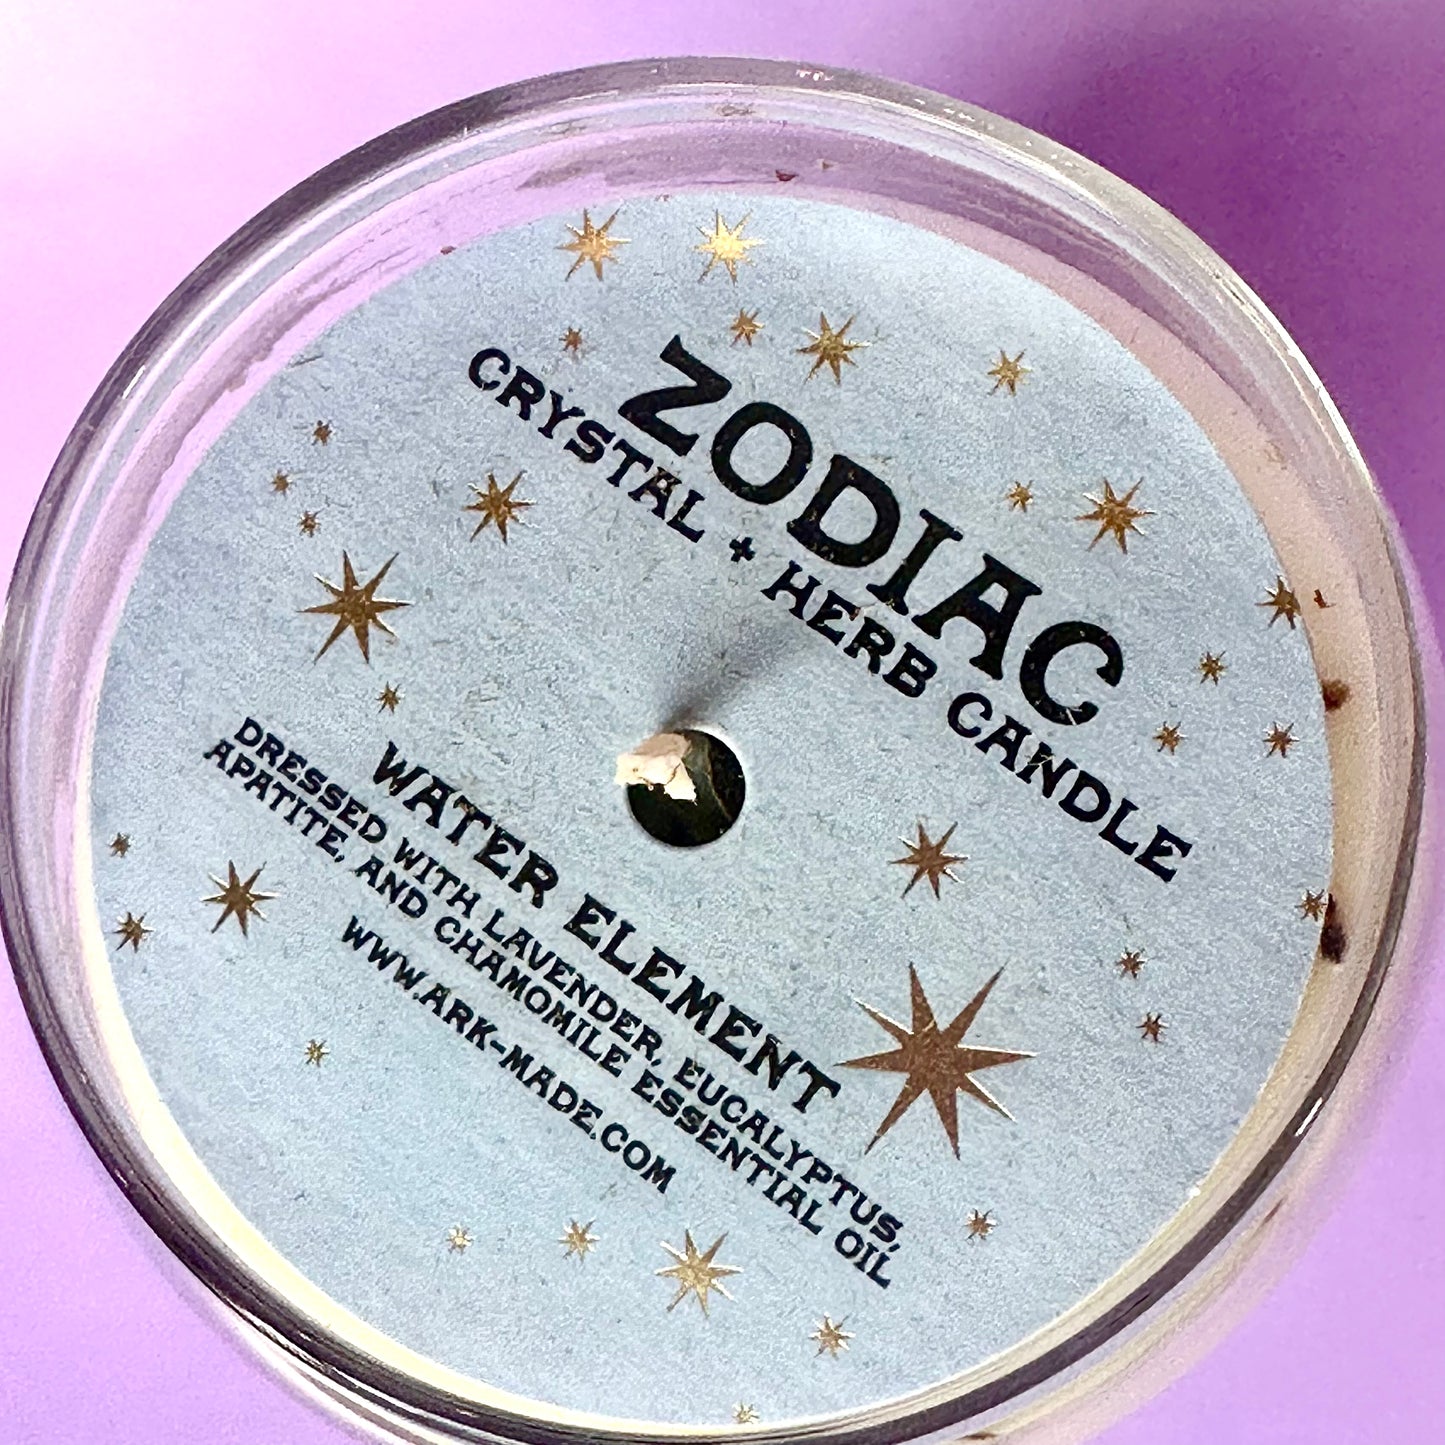 ZODIAC
CRYSTAL + HERB CANDLE
WATER ELEMENT
DRESSED WITH LAVENDER, EUCALYPTUS,
APATITE, AND CHAMOMILE ESSENTIAL OIL
WWW.ARK-MADE.COM